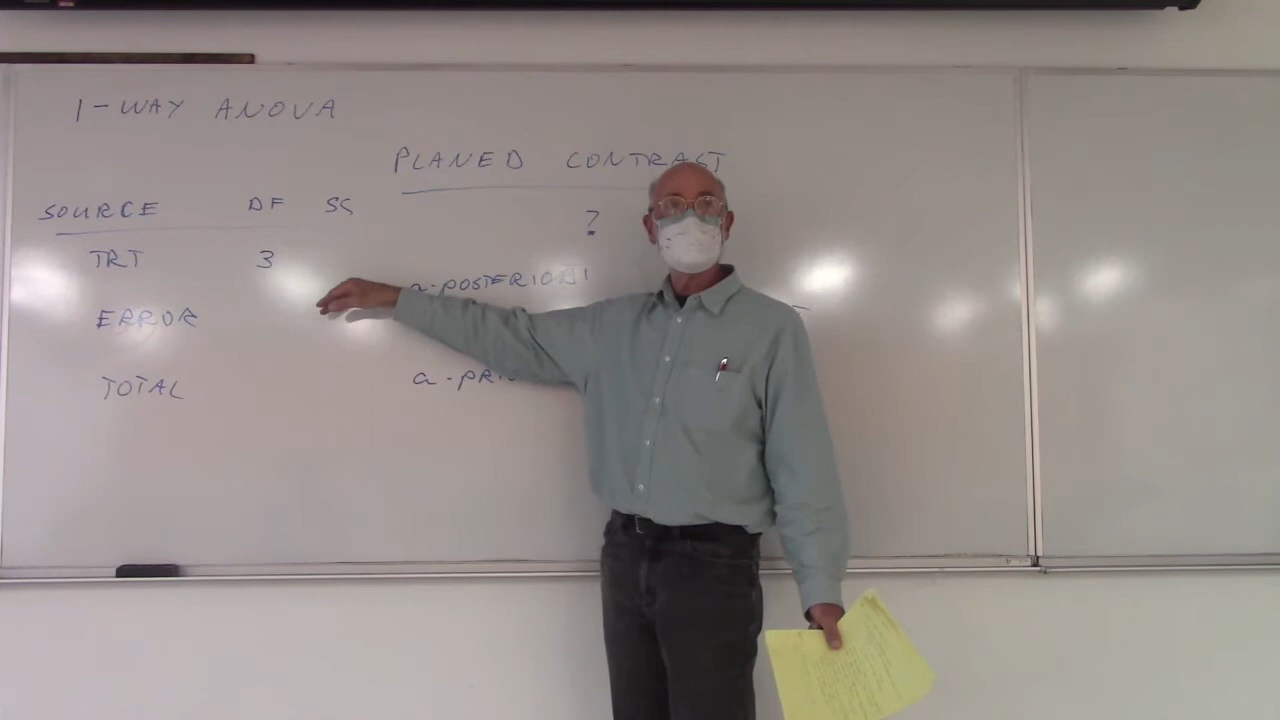 1-WAY ANOVA
PLANED CONTRAST
SOURCE DF SS
?
TRT 3
a-POSTERIORI
ERROR
TOTAL